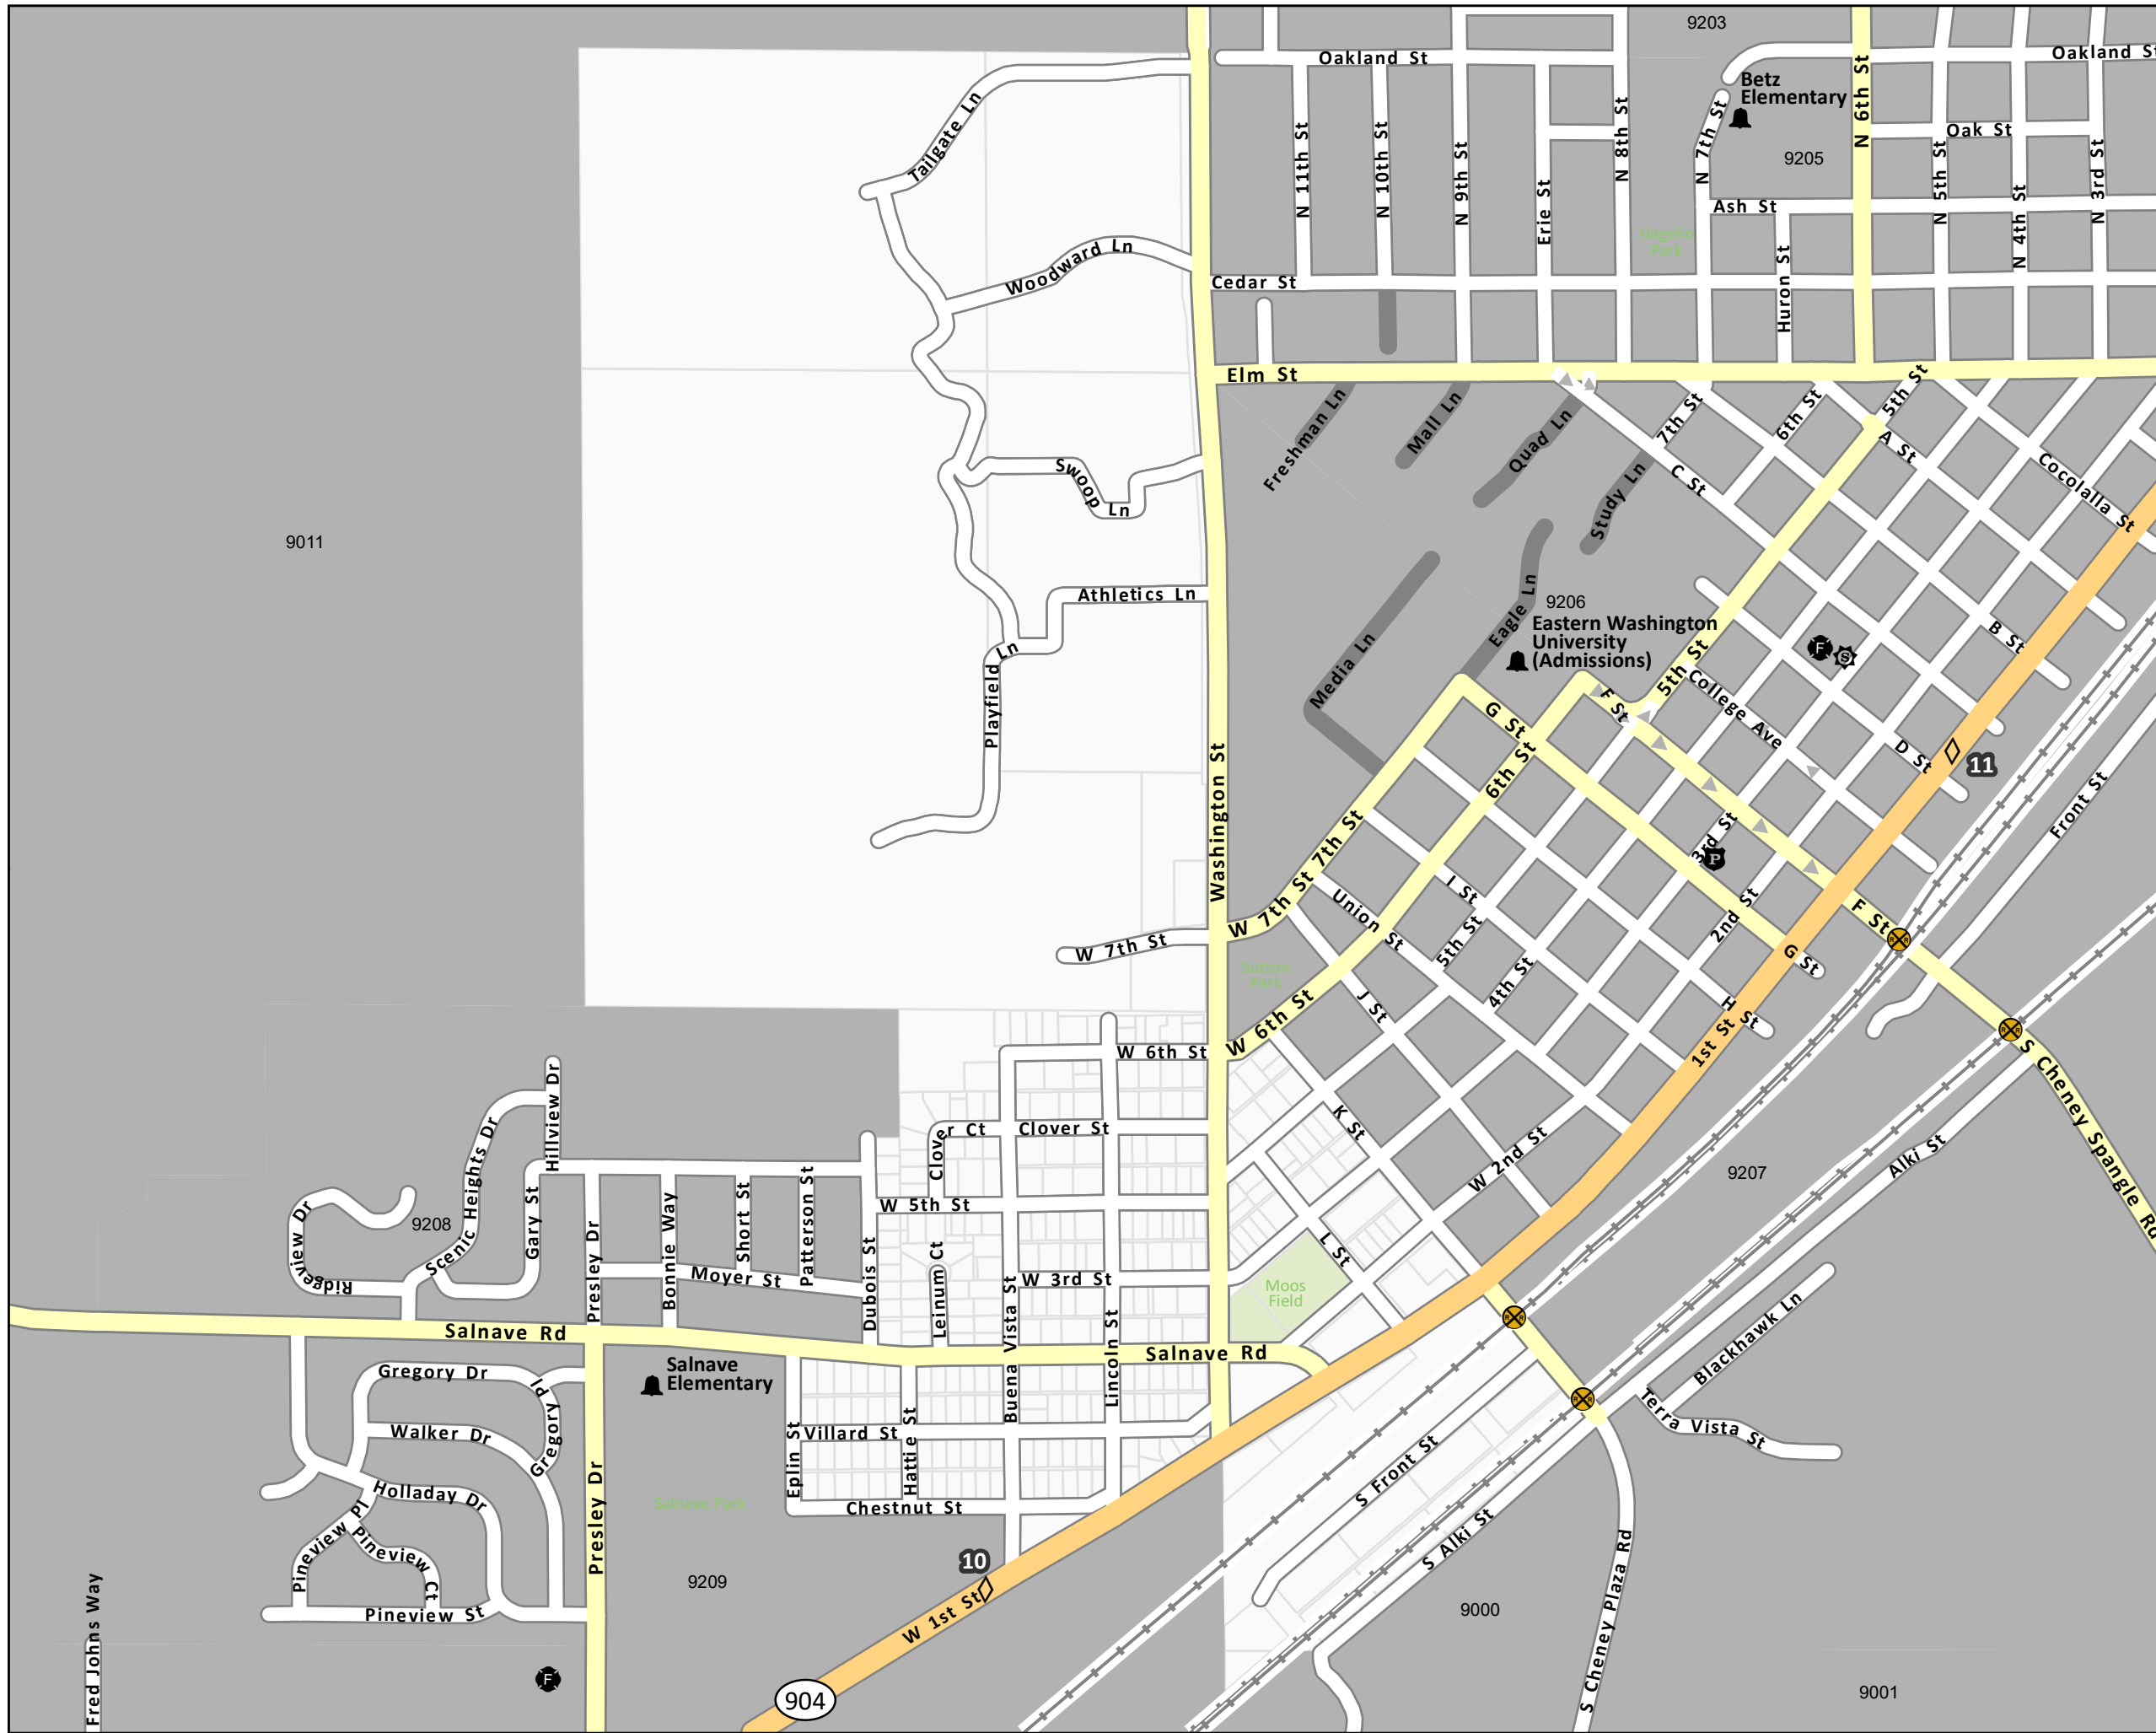 9203
Oakland St
Oakland St
Betz
Elementary
N 6th St
Tailgate Ln
N 11th St
N 10th St
N 9th St
Erie St
N 8th St
N 7th St
9205
Oak St
N 5th St
N 4th St
N 3rd St
Ash St
Hagelin
Park
Huron St
Woodward Ln
Cedar St
Elm St
Freshman Ln
Mall Ln
Quad Ln
Study Ln
7th St
6th St
5th St
A St
C St
Cocolalla St
Swoop Ln
9011
Athletics Ln
Eagle Ln
9206
Eastern Washington
University
(Admissions)
Media Ln
B St
F
S
5th St
College Ave
F St
G St
6th St
D St
11
Front St
Playfield Ln
Washington St
7th St
W 7th St
3rd St
P
I St
Union St
5th St
2nd St
F St
W 7th St
Sutton
Park
G St
4th St
H St
J St
W 6th St
1st St
W 6th St
S Cheney Spangle Rd
Hillview Dr
Scenic Heights Dr
Clover Ct
Clover St
K St
W 2nd St
Alki St
9207
Ridgeview Dr
9208
Gary St
Presley Dr
Bonnie Way
Short St
Patterson St
W 5th St
Dubois St
Leinum Ct
Moyer St
W 3rd St
L St
Moos
Field
Buena Vista St
Lincoln St
Salnave Rd
Salnave Rd
Blackhawk Ln
Terra Vista St
Salnave
Elementary
Gregory Dr
Gregory Pl
Walker Dr
Eplin St
Villard St
Hattie St
S Front St
Holladay Dr
Presley Dr
Salnave Park
Chestnut St
S Alki St
Pineview Pl
Pineview Ct
10
9209
Pineview St
W 1st St
9000
S Cheney Plaza Rd
Fred Johns Way
F
904
9001